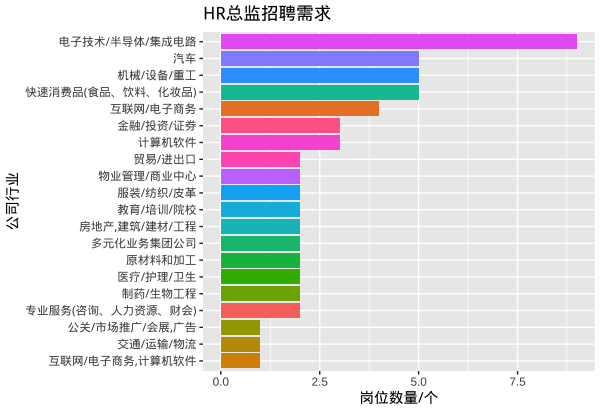 HR总监招聘需求
电子技术/半导体/集成电路
汽车
机械/设备/重工
快速消费品(食品、饮料、化妆品)
互联网/电子商务
金融/投资/证券
计算机软件
贸易/进出口
物业管理/商业中心
服装/纺织/皮革
教育/培训/院校
房地产,建筑/建材/工程
多元化业务集团公司
原材料和加工
医疗/护理/卫生
制药/生物工程
专业服务(咨询、人力资源、财会)
公关/市场推广/会展,广告
交通/运输/物流
互联网/电子商务,计算机软件
公司行业
0.0 2.5 5.0 7.5
岗位数量/个